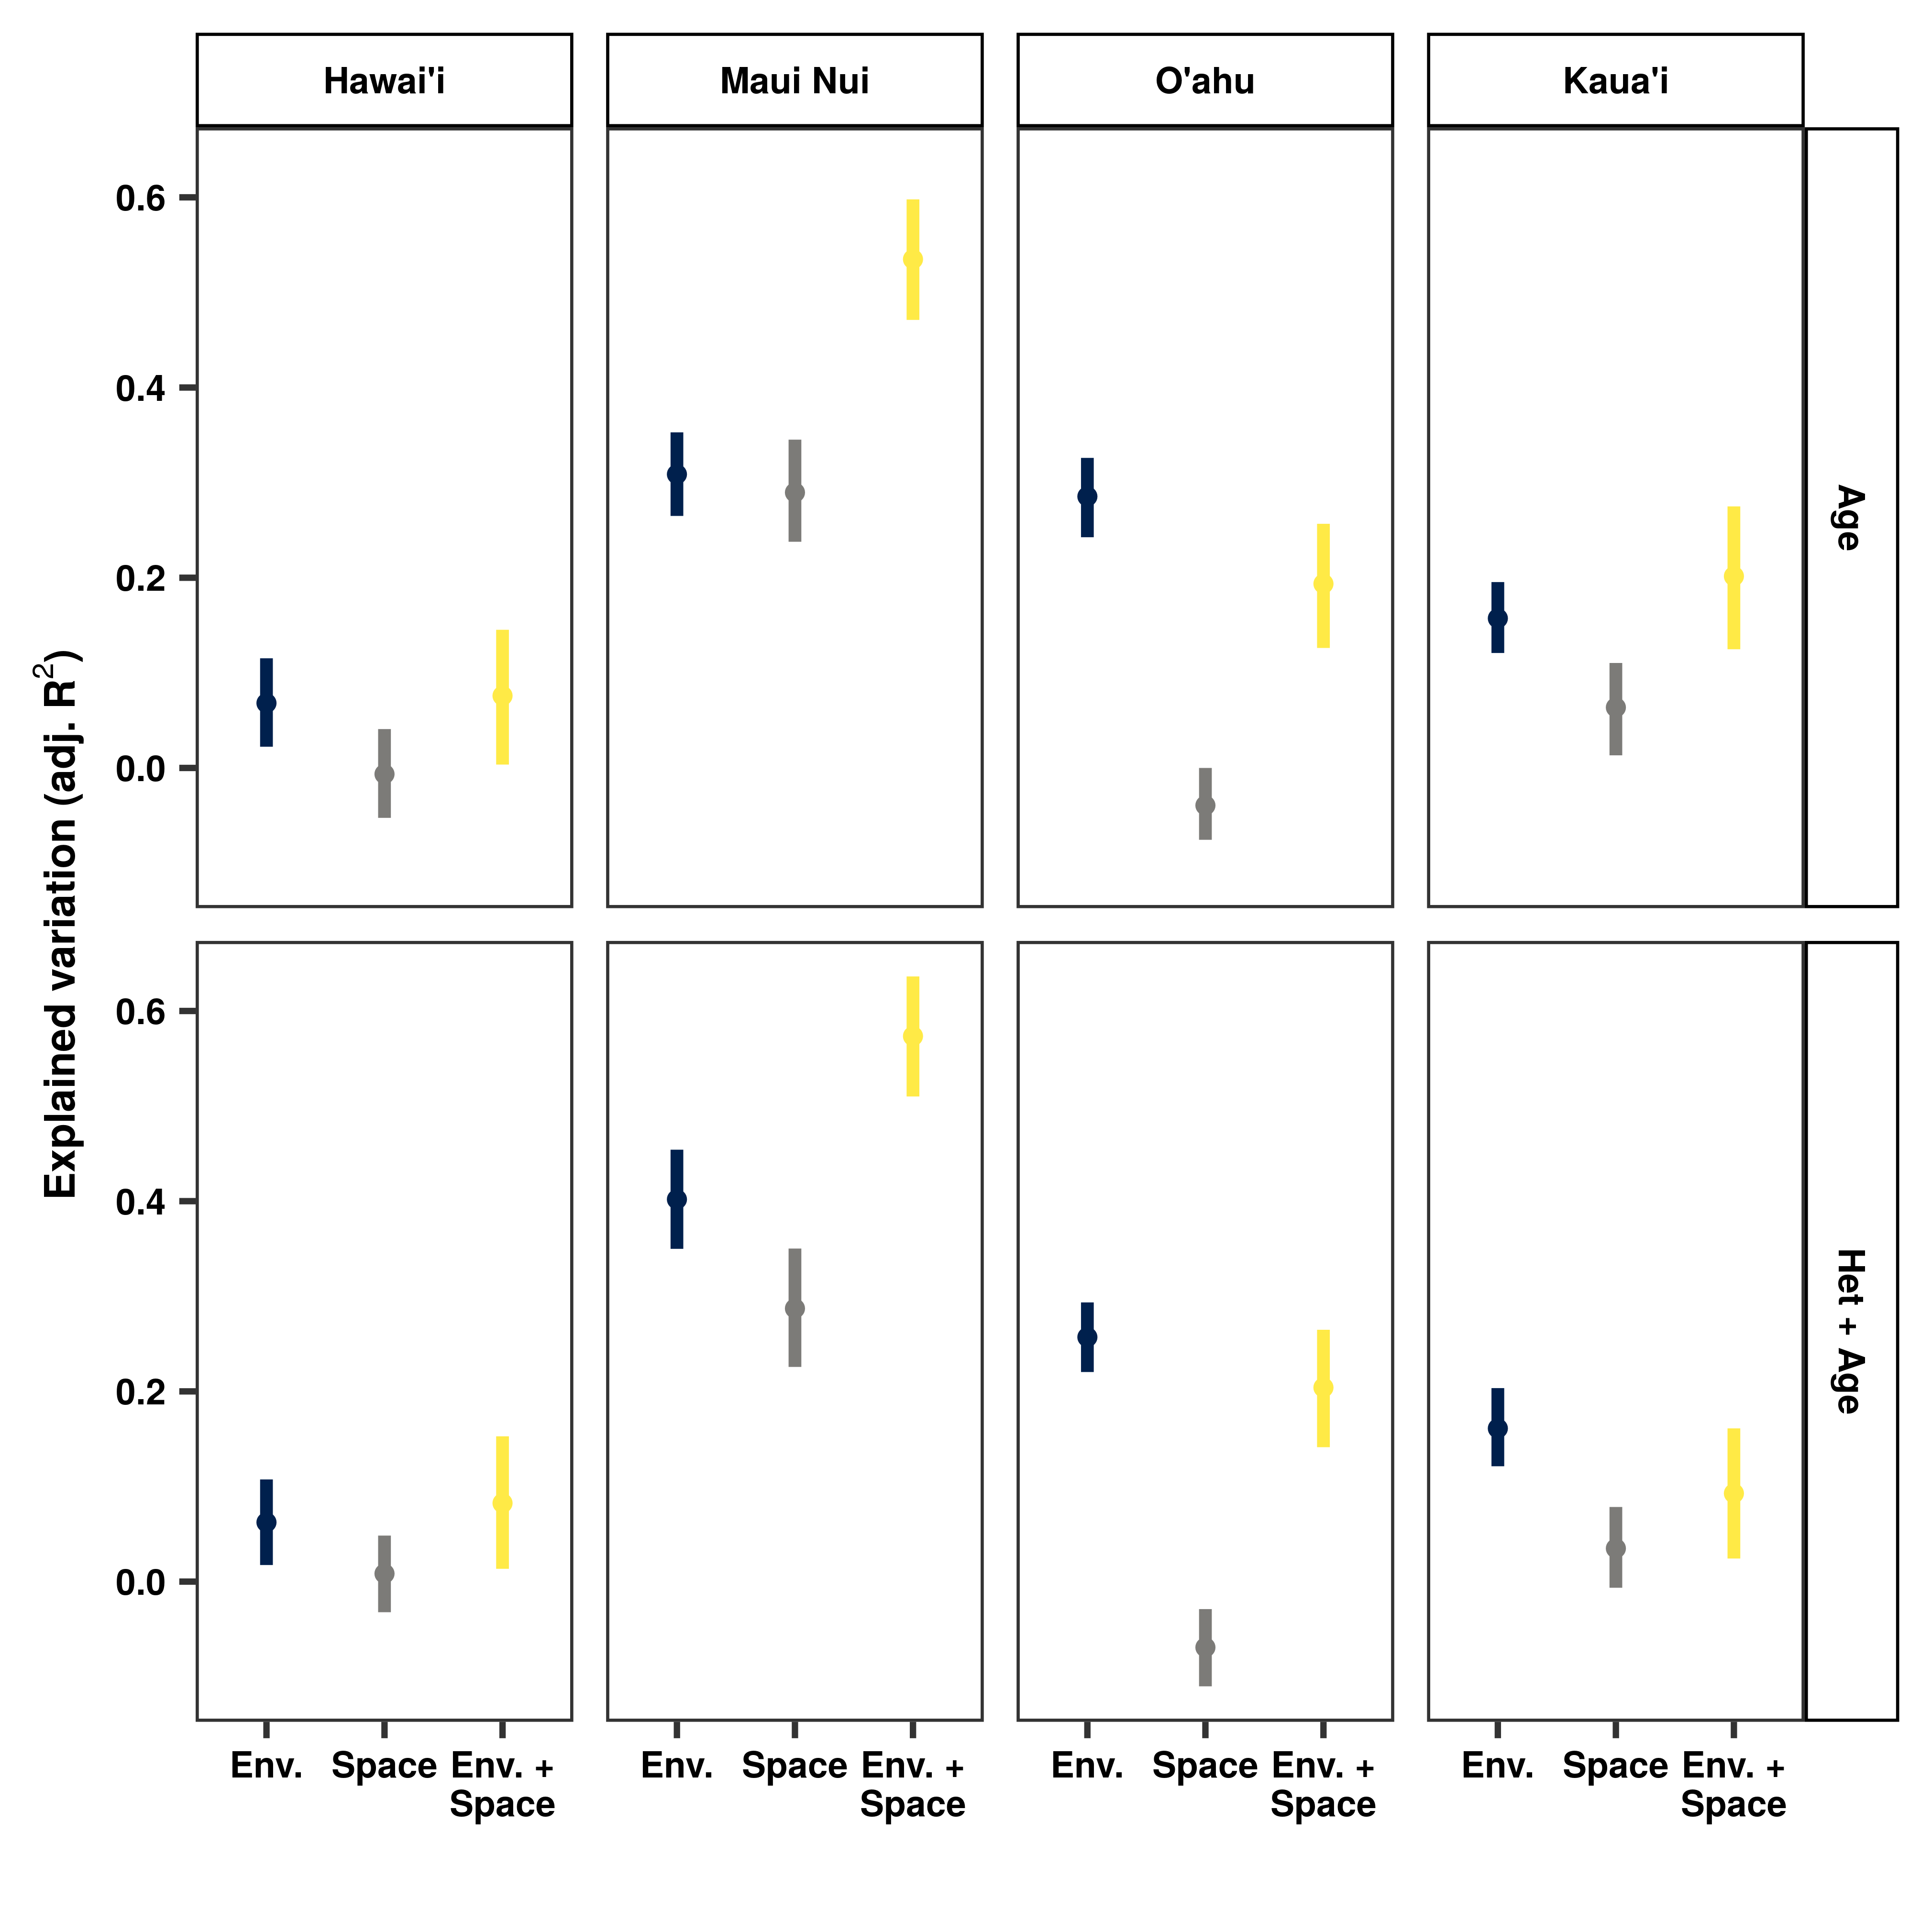 Hawai'i Maui Nui O'ahu Kaua'i
Explained variation (adj. R²)
0.6
0.4
0.2
0.0
Age
0.6
0.4
0.2
0.0
Het + Age
Env. Space Env. + Env. Space Env. + Env. Space Env. + Env. Space Env. +
Space Space Space Space